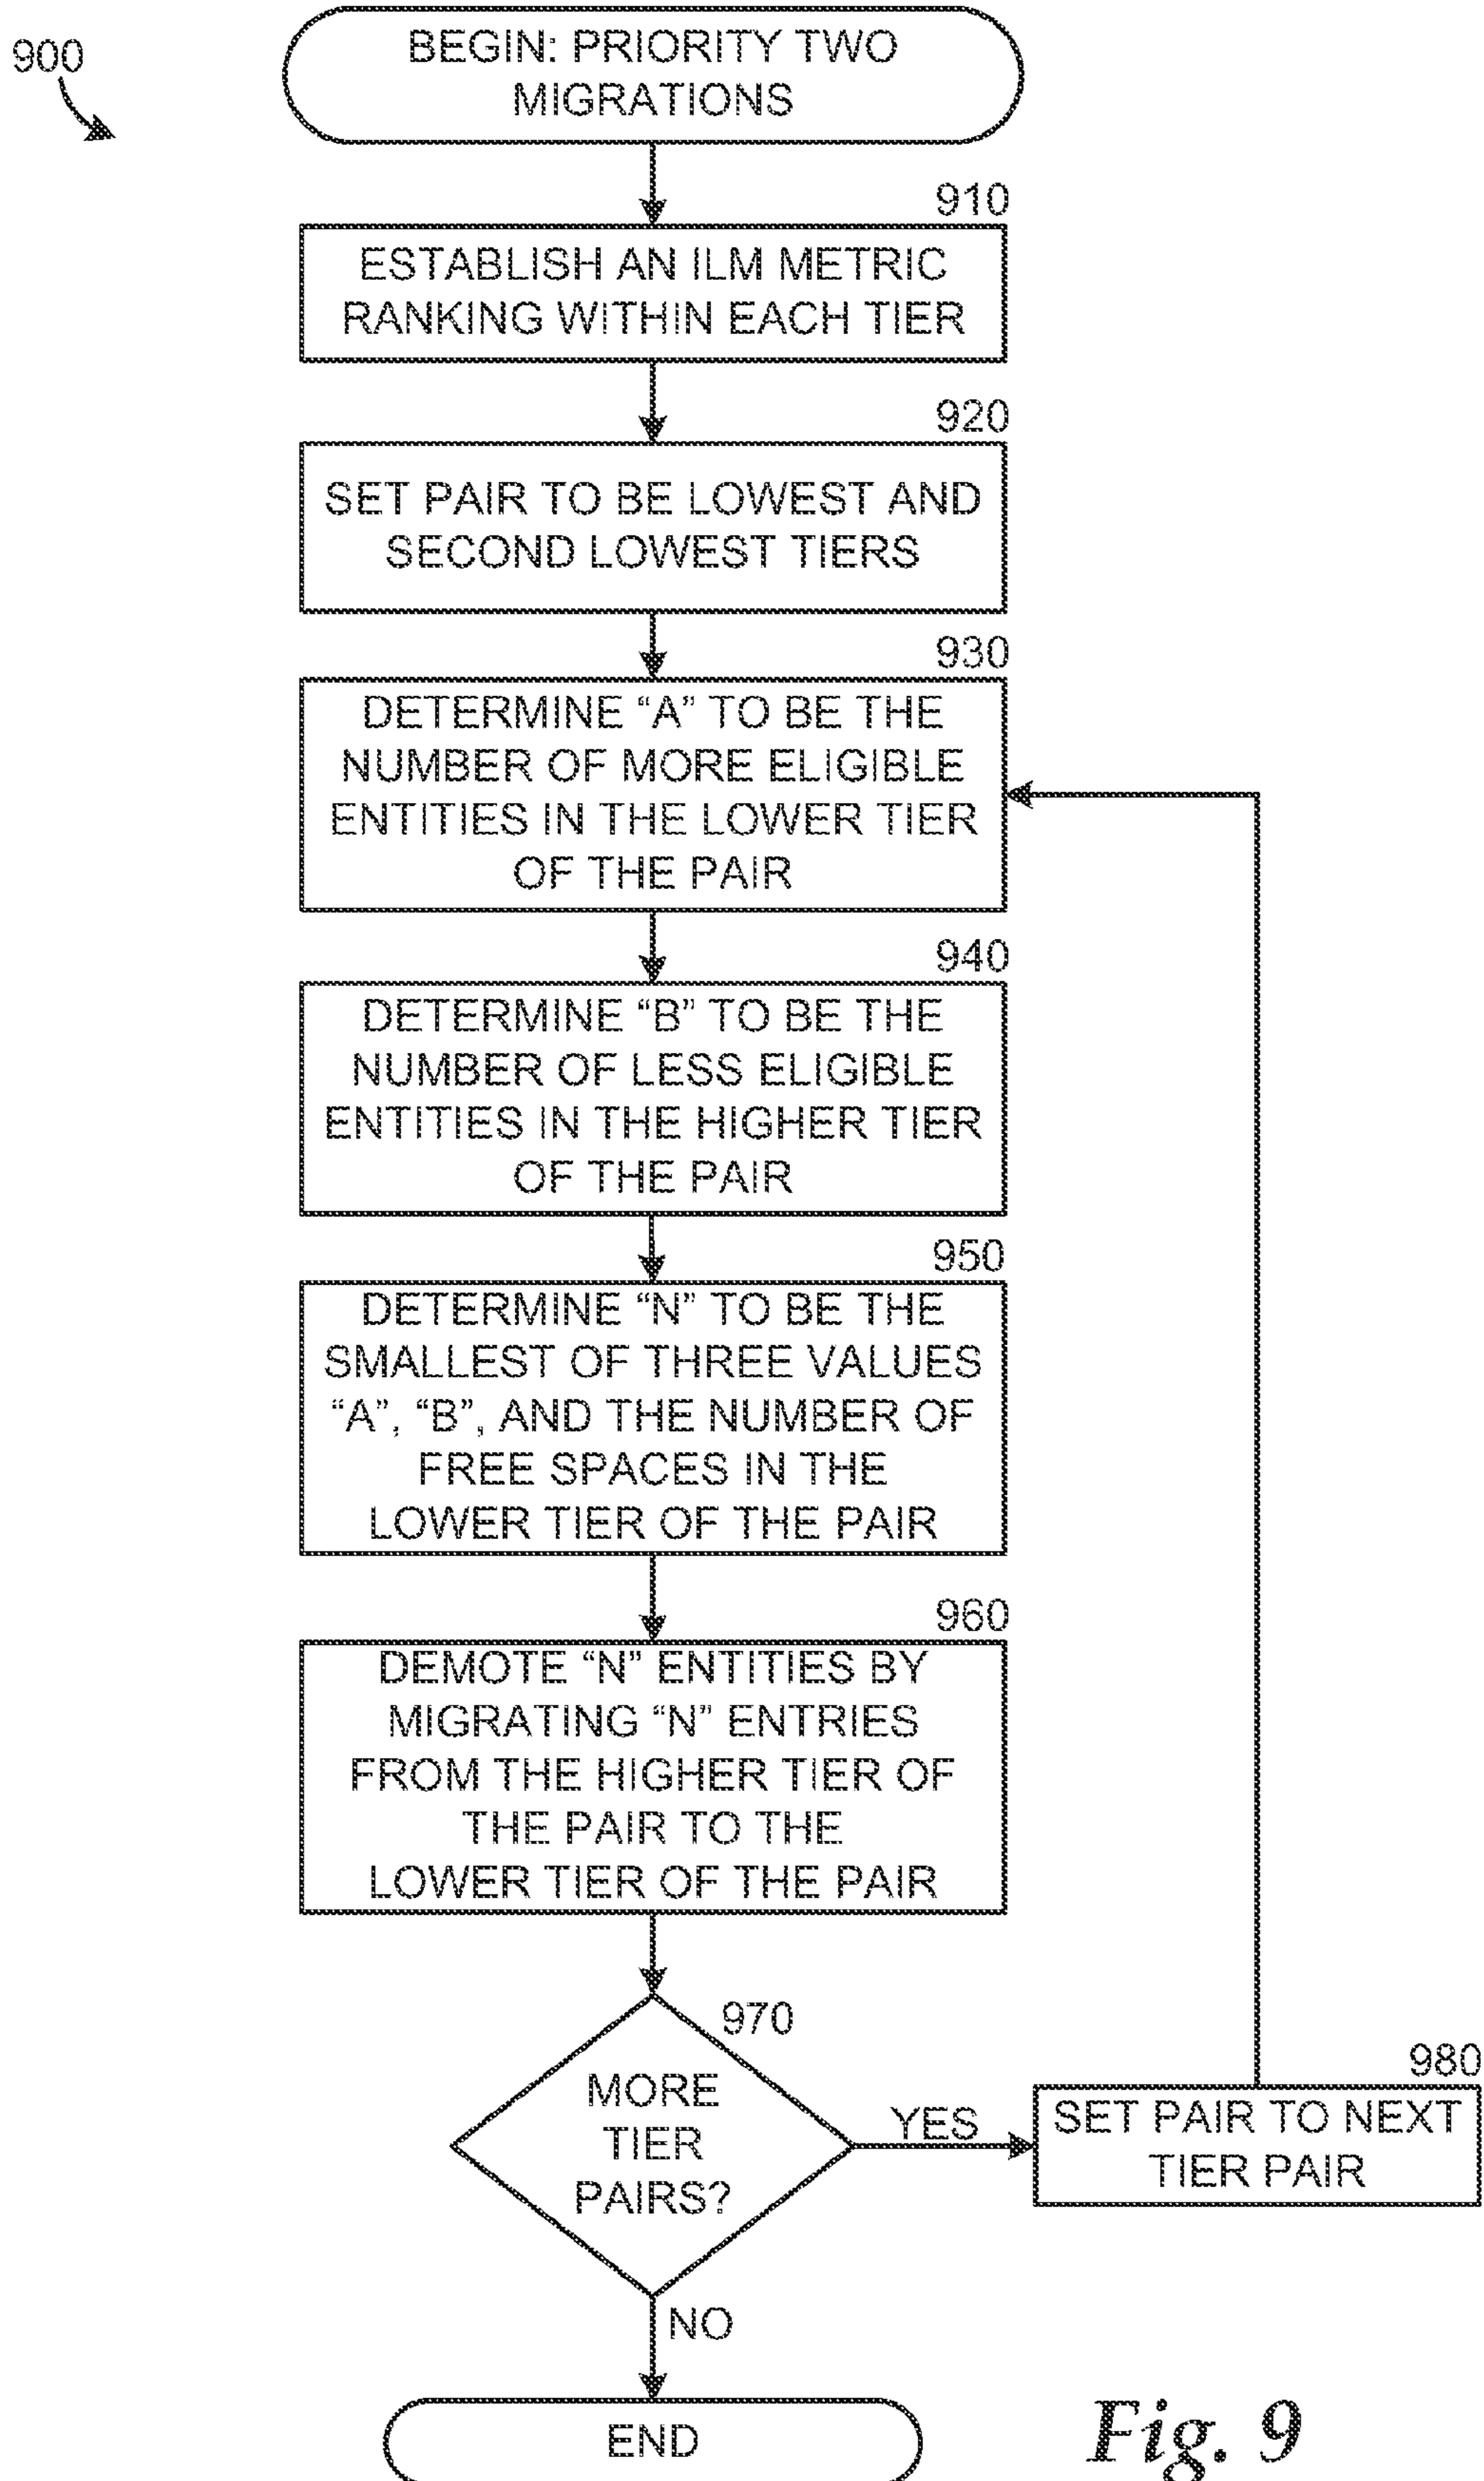 900
BEGIN: PRIORITY TWO
MIGRATIONS
910
ESTABLISH AN ILM METRIC
RANKING WITHIN EACH TIER
920
SET PAIR TO BE LOWEST AND
SECOND LOWEST TIERS
930
DETERMINE “A” TO BE THE
NUMBER OF MORE ELIGIBLE
ENTITIES IN THE LOWER TIER
OF THE PAIR
940
DETERMINE “B” TO BE THE
NUMBER OF LESS ELIGIBLE
ENTITIES IN THE HIGHER TIER
OF THE PAIR
950
DETERMINE “N” TO BE THE
SMALLEST OF THREE VALUES
“A”, “B”, AND THE NUMBER OF
FREE SPACES IN THE
LOWER TIER OF THE PAIR
960
DEMOTE “N” ENTITIES BY
MIGRATING “N” ENTRIES
FROM THE HIGHER TIER OF
THE PAIR TO THE
LOWER TIER OF THE PAIR
970
MORE
TIER
PAIRS?
YES
980
SET PAIR TO NEXT
TIER PAIR
NO
END
Fig. 9